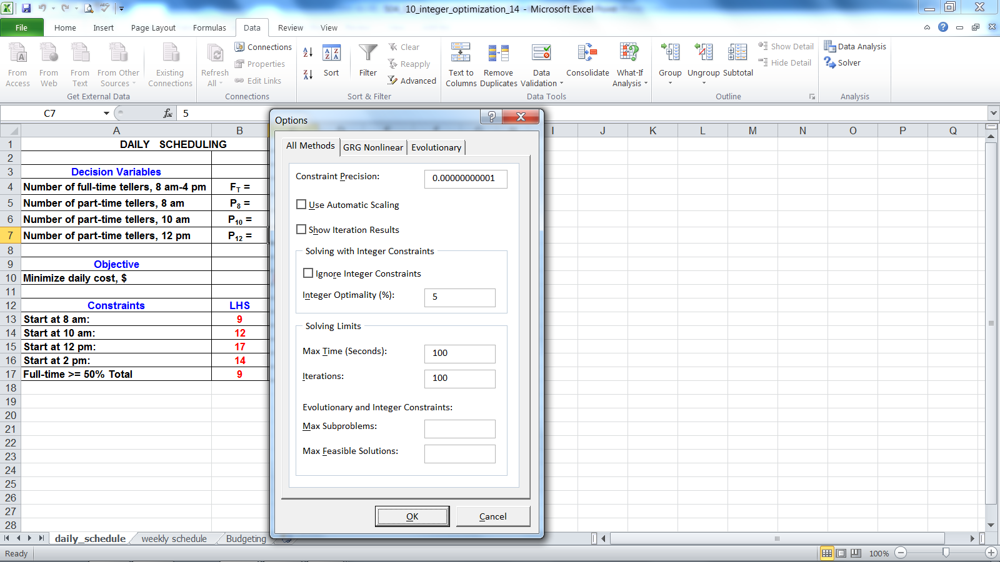 10_integer_optimization_14 - Microsoft Excel
File Home Insert Page Layout Formulas Data Review View
From Access
From Web
From Text
From Other Sources
Existing Connections
Get External Data
Refresh All
Connections
Properties
Edit Links
Connections
Sort
Filter
Clear
Reapply
Advanced
Sort & Filter
Text to Columns
Remove Duplicates
Data Validation
Consolidate
What-If Analysis
Data Tools
Group
Ungroup
Subtotal
Show Detail
Hide Detail
Outline
Data Analysis
Solver
Analysis
C7 fx 5
A B I J K L M N O P Q
1 DAILY SCHEDULING
2
3 Decision Variables
4 Number of full-time tellers, 8 am-4 pm F_T =
5 Number of part-time tellers, 8 am P_8 =
6 Number of part-time tellers, 10 am P_10 =
7 Number of part-time tellers, 12 pm P_12 =
8
9 Objective
10 Minimize daily cost, $
11
12 Constraints LHS
13 Start at 8 am: 9
14 Start at 10 am: 12
15 Start at 12 pm: 17
16 Start at 2 pm: 14
17 Full-time >= 50% Total 9
18
19
20
21
22
23
24
25
26
27
28
Options
All Methods GRG Nonlinear Evolutionary
Constraint Precision: 0.00000000001
Use Automatic Scaling
Show Iteration Results
Solving with Integer Constraints
Ignore Integer Constraints
Integer Optimality (%): 5
Solving Limits
Max Time (Seconds): 100
Iterations: 100
Evolutionary and Integer Constraints:
Max Subproblems:
Max Feasible Solutions:
OK Cancel
daily_schedule weekly schedule Budgeting
Ready 100%